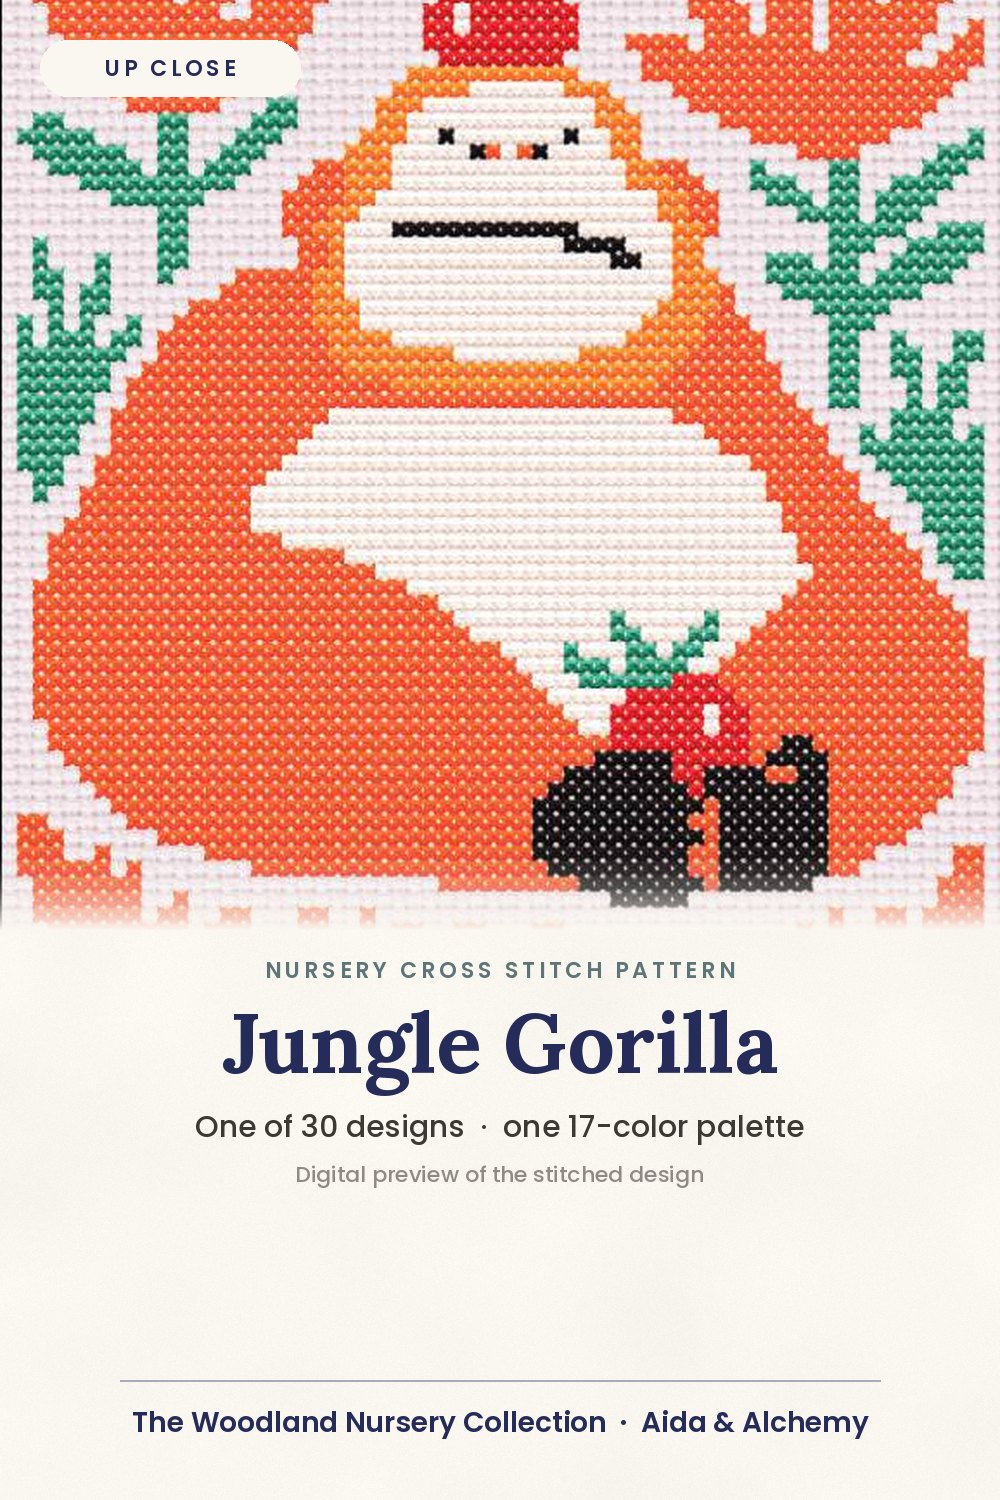 UP CLOSE
NURSERY CROSS STITCH PATTERN
Jungle Gorilla
One of 30 designs · one 17-color palette
Digital preview of the stitched design
The Woodland Nursery Collection · Aida & Alchemy